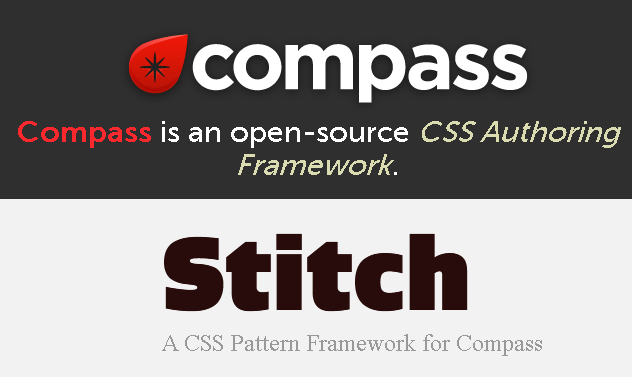 compass
Compass is an open-source CSS Authoring
Framework.
Stitch
A CSS Pattern Framework for Compass